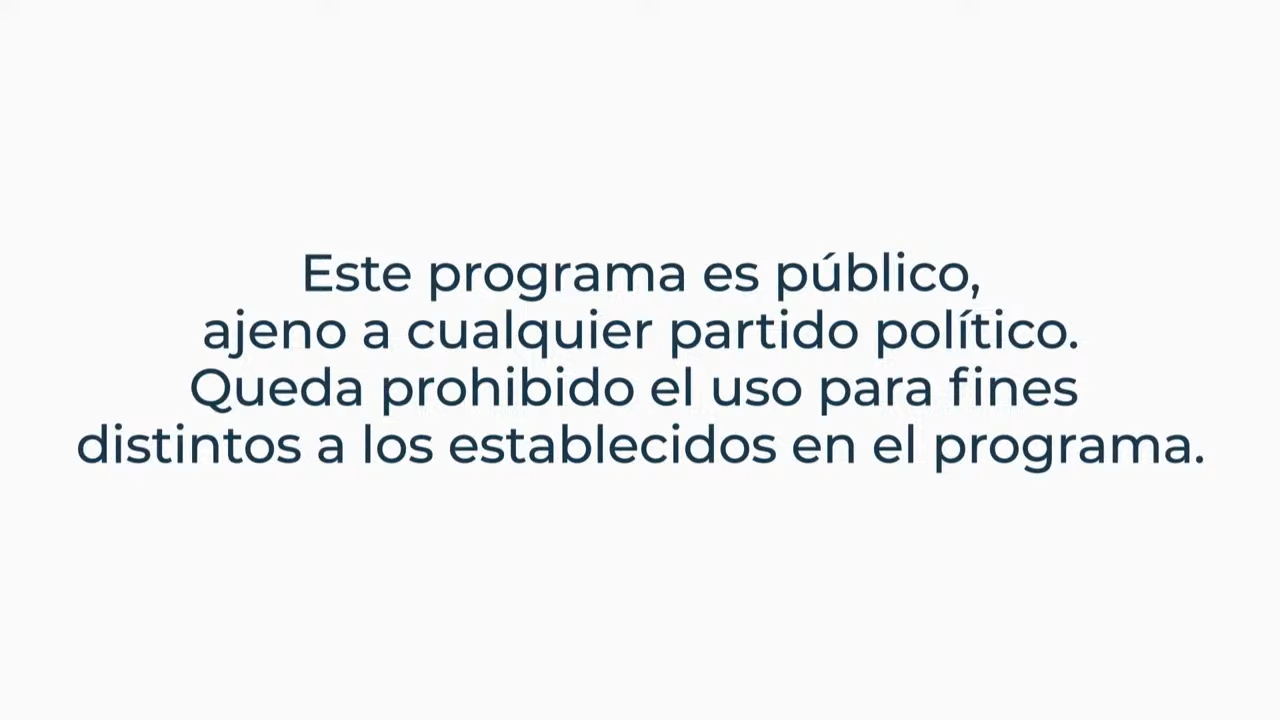 Este programa es público,
ajeno a cualquier partido político.
Queda prohibido el uso para fines
distintos a los establecidos en el programa.